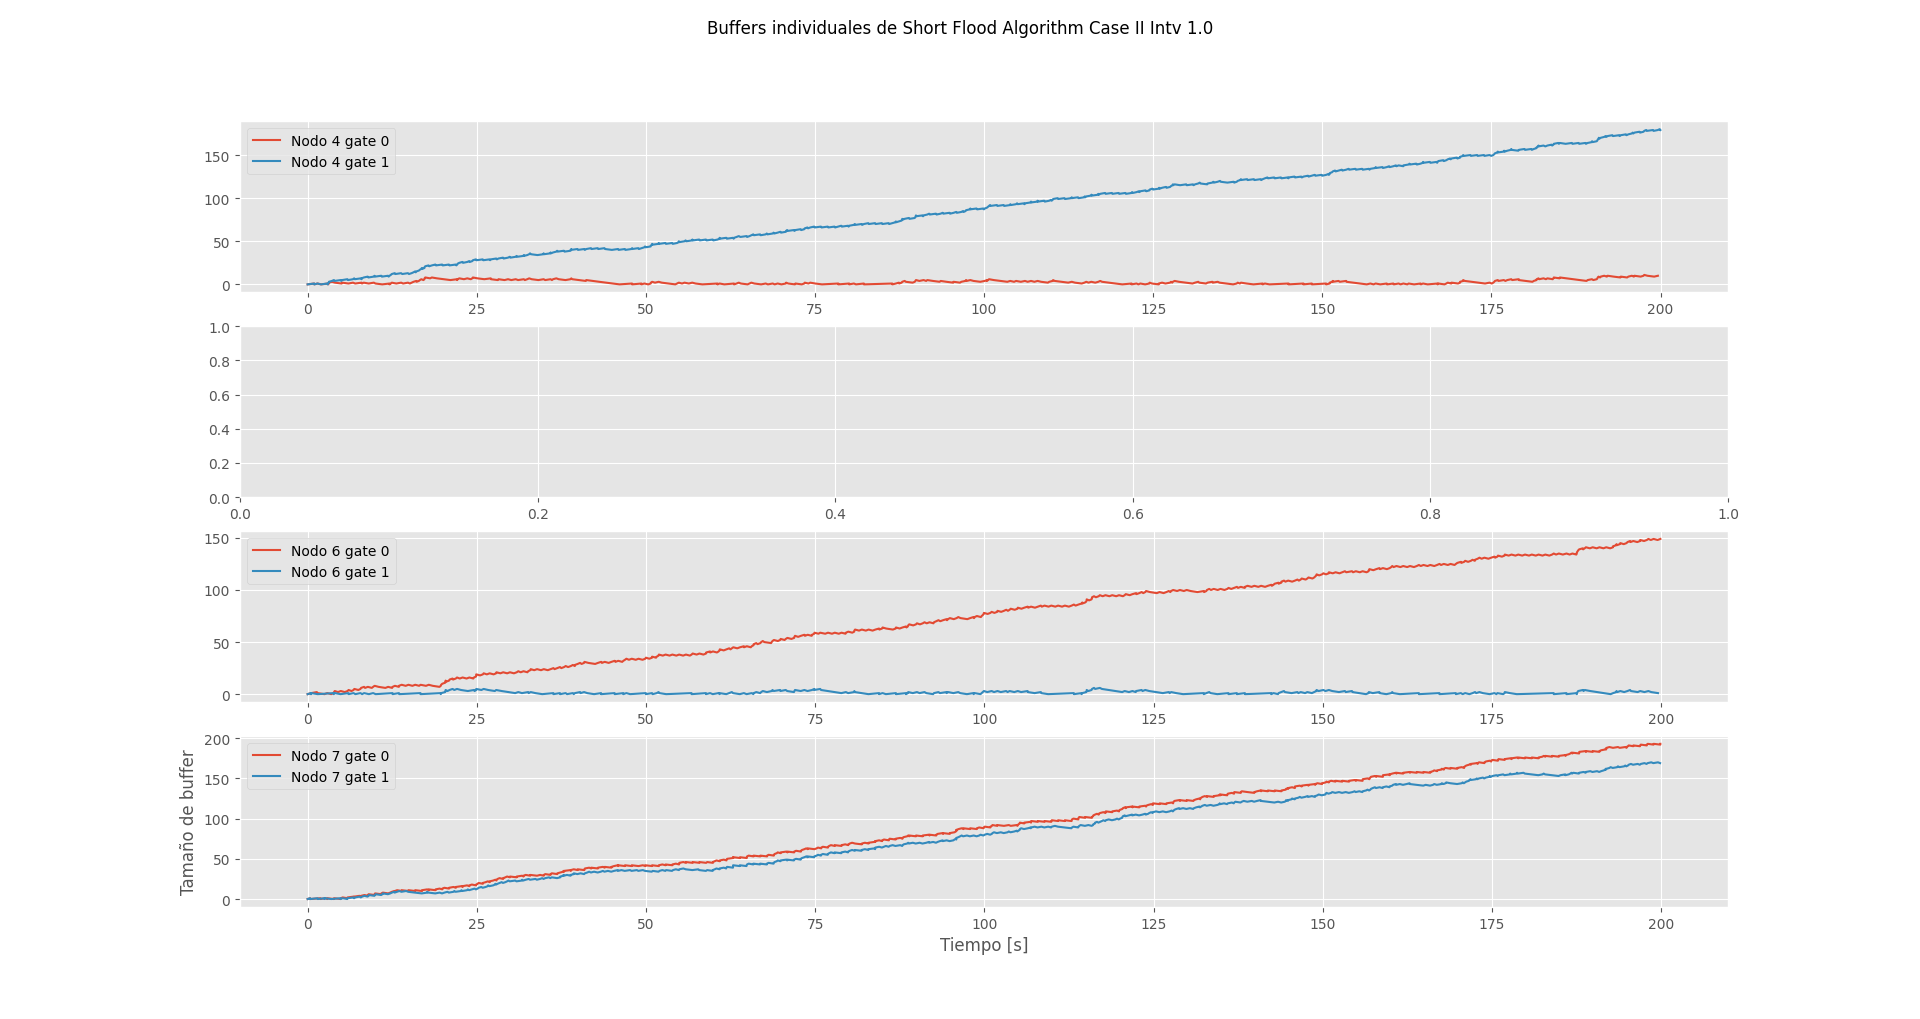 Buffers individuales de Short Flood Algorithm Case II Intv 1.0
Nodo 4 gate 0
Nodo 4 gate 1
150
100
50
0
0 25 50 75 100 125 150 175 200
1.0
0.8
0.6
0.4
0.2
0.0
0.0 0.2 0.4 0.6 0.8 1.0
Nodo 6 gate 0
Nodo 6 gate 1
150
100
50
0
0 25 50 75 100 125 150 175 200
Nodo 7 gate 0
Nodo 7 gate 1
200
150
100
50
0
Tamaño de buffer
0 25 50 75 100 125 150 175 200
Tiempo [s]